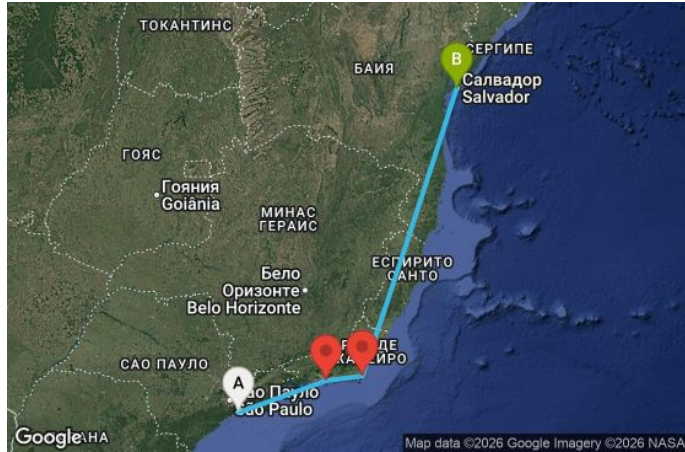 ТОКАНТИНС
СЕРГИПЕ
B
БАИЯ
Салвадор
Salvador
ГОЯС
Гояния
Goiânia
МИНАС
ГЕРАИС
ЕСПИРИТО
САНТО
Бело
Оризонте
Belo Horizonte
САО ПАУЛО
A
Пауло
São Paulo
Google
Map data ©2026 Google Imagery ©2026 NASA